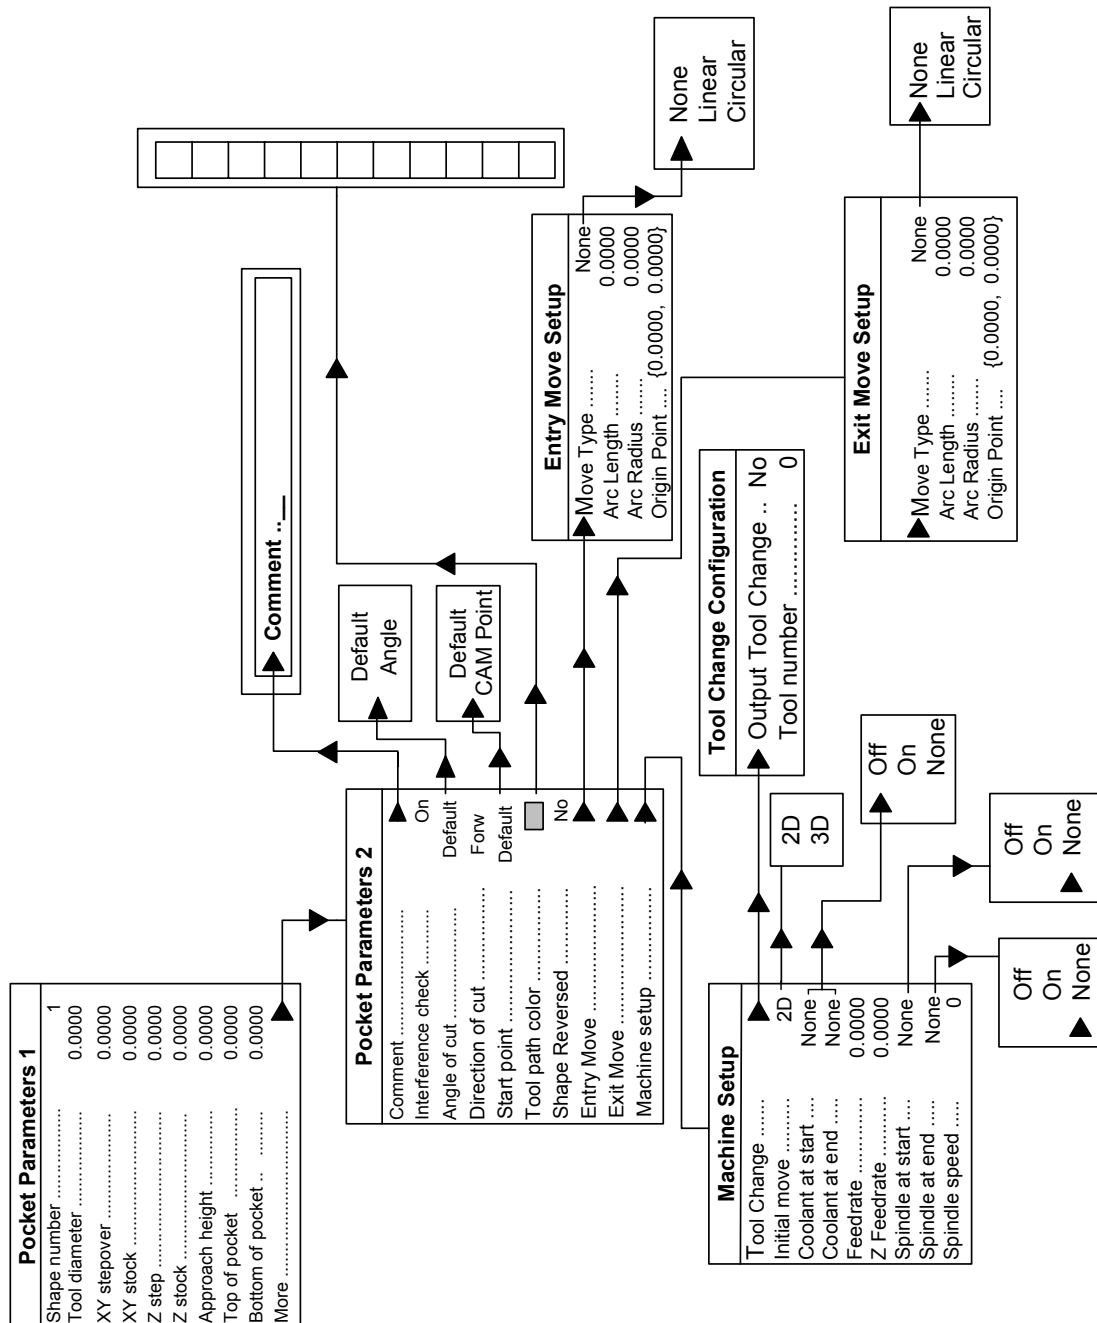 Pocket Parameters 1
Shape number .................. 1
Tool diameter .................. 0.0000
XY stepover .................. 0.0000
XY stock .................. 0.0000
Z step .................. 0.0000
Z stock .................. 0.0000
Approach height .................. 0.0000
Top of pocket .................. 0.0000
Bottom of pocket .. ......... 0.0000
More ..................
Pocket Parameters 2
Comment ..................
Interference check .......... On
Angle of cut .................. Default
Direction of cut .................. Forw
Start point .................. Default
Tool path color ..................
Shape Reversed .......... No
Entry Move ..................
Exit Move ..................
Machine setup ..................
Comment ..__
Default
Angle
Default
CAM Point
Entry Move Setup
Move Type ....... None
Arc Length ......... 0.0000
Arc Radius ....... 0.0000
Origin Point .... {0.0000, 0.0000}
None
Linear
Circular
Exit Move Setup
Move Type ....... None
Arc Length ......... 0.0000
Arc Radius ....... 0.0000
Origin Point .... {0.0000, 0.0000}
None
Linear
Circular
Machine Setup
Tool Change .......
Initial move ......... 2D
Coolant at start ..... None
Coolant at end ..... None
Feedrate ............ 0.0000
Z Feedrate .......... 0.0000
Spindle at start ..... None
Spindle at end ..... None
Spindle speed ..... 0
Tool Change Configuration
Output Tool Change .. No
Tool number .............. 0
2D
3D
Off
On
None
Off
On
None
Off
On
None